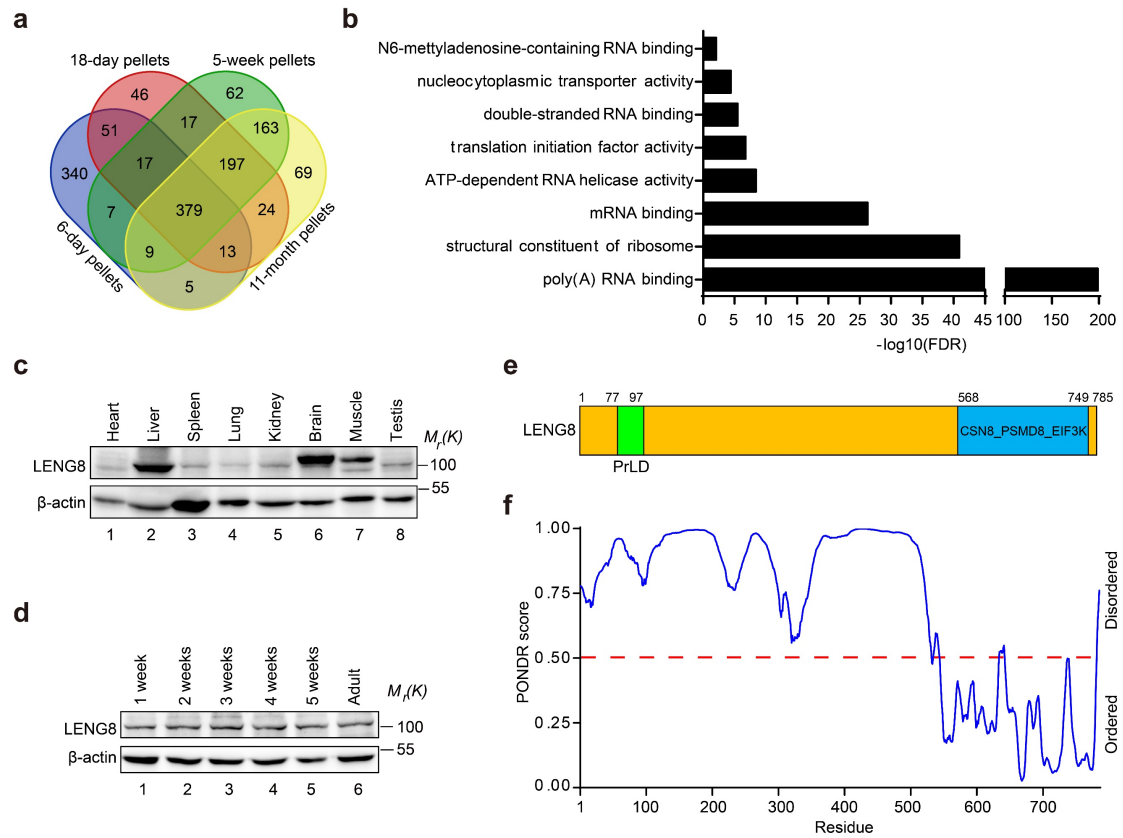 a
18-day pellets
5-week pellets
46
62
51
17
163
340
17
197
69
7
379
24
9
13
5
6-day pellets
11-month pellets
b
N6-mettyladenosine-containing RNA binding
nucleocytoplasmic transporter activity
double-stranded RNA binding
translation initiation factor activity
ATP-dependent RNA helicase activity
mRNA binding
structural constituent of ribosome
poly(A) RNA binding
0 5 10 15 20 25 30 35 40 45 100 150 200
-log10(FDR)
c
Heart Liver Spleen Lung Kidney Brain Muscle Testis
Mr(K)
LENG8
100
55
β-actin
1 2 3 4 5 6 7 8
d
1 week 2 weeks 3 weeks 4 weeks 5 weeks Adult
Mr(K)
LENG8
100
55
β-actin
1 2 3 4 5 6
e
1 77 97 568 749 785
LENG8
CSN8_PSMD8_EIF3K
PrLD
f
1.00
0.75
0.50
0.25
0.00
PONDR score
Disordered
Ordered
1 100 200 300 400 500 600 700
Residue